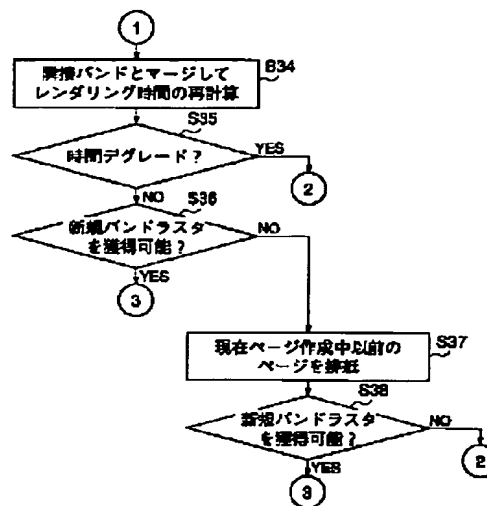 1
隣接バンドとマージして
レンダリング時間の再計算
S34
時間デグレード?
S35
YES
2
NO
新規バンドラスタ
を獲得可能?
S36
NO
YES
3
現在ページ作成中以前の
ページを排紙
S37
新規バンドラスタ
を獲得可能?
S38
NO
2
YES
3